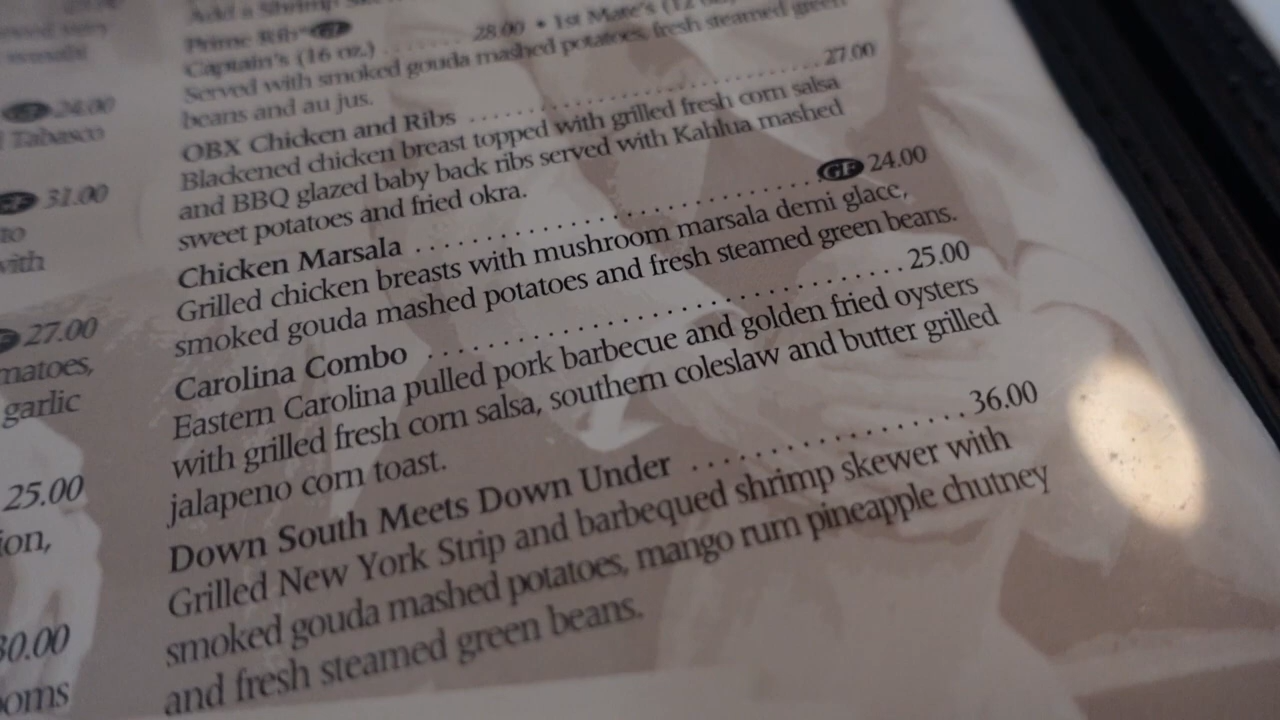 24.00
Tabasco
31.00
to
with
27.00
matoes,
garlic
25.00
ion,
30.00
ooms
Add a Shrimp
Prime Rib GF
Captain's (16 oz.) ........ 28.00 • 1st Mate's (12
Served with smoked gouda mashed potatoes, fresh steamed green
beans and au jus.
OBX Chicken and Ribs ........................................ 27.00
Blackened chicken breast topped with grilled fresh corn salsa
and BBQ glazed baby back ribs served with Kahlua mashed
sweet potatoes and fried okra.
Chicken Marsala ........................................ GF 24.00
Grilled chicken breasts with mushroom marsala demi glace,
smoked gouda mashed potatoes and fresh steamed green beans.
Carolina Combo ........................................ 25.00
Eastern Carolina pulled pork barbecue and golden fried oysters
with grilled fresh corn salsa, southern coleslaw and butter grilled
jalapeno corn toast.
Down South Meets Down Under ........................ 36.00
Grilled New York Strip and barbequed shrimp skewer with
smoked gouda mashed potatoes, mango rum pineapple chutney
and fresh steamed green beans.